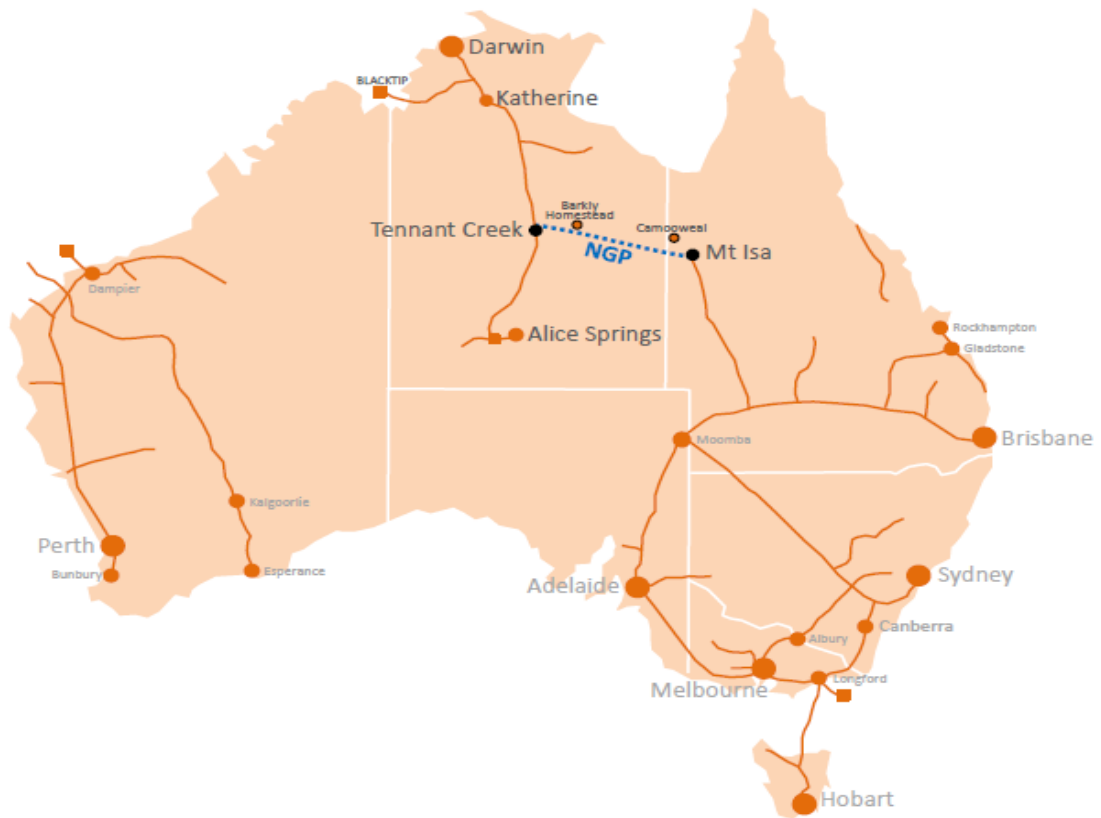 Darwin
BLACKTIP
Katherine
Barkly
Homestead
Tennant Creek
Camooweal
NGP
Mt Isa
Dampier
Alice Springs
Rockhampton
Gladstone
Moomba
Brisbane
Kalgoorlie
Perth
Bunbury
Esperance
Adelaide
Sydney
Canberra
Albury
Longford
Melbourne
Hobart